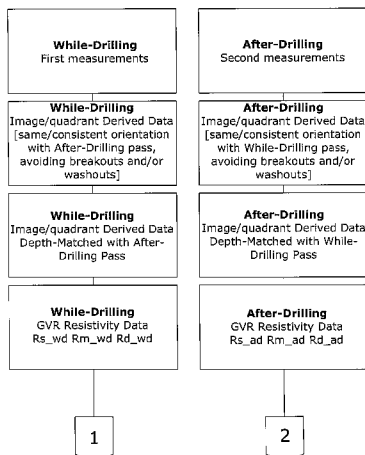 While-Drilling
First measurements
While-Drilling
Image/quadrant Derived Data
[same/consistent orientation
with After-Drilling pass,
avoiding breakouts and/or
washouts]
While-Drilling
Image/quadrant Derived Data
Depth-Matched with After-
Drilling Pass
While-Drilling
GVR Resistivity Data
Rs_wd Rm_wd Rd_wd
1
After-Drilling
Second measurements
After-Drilling
Image/quadrant Derived Data
[same/consistent orientation
with While-Drilling pass,
avoiding breakouts and/or
washouts]
After-Drilling
Image/quadrant Derived Data
Depth-Matched with While-
Drilling Pass
After-Drilling
GVR Resistivity Data
Rs_ad Rm_ad Rd_ad
2